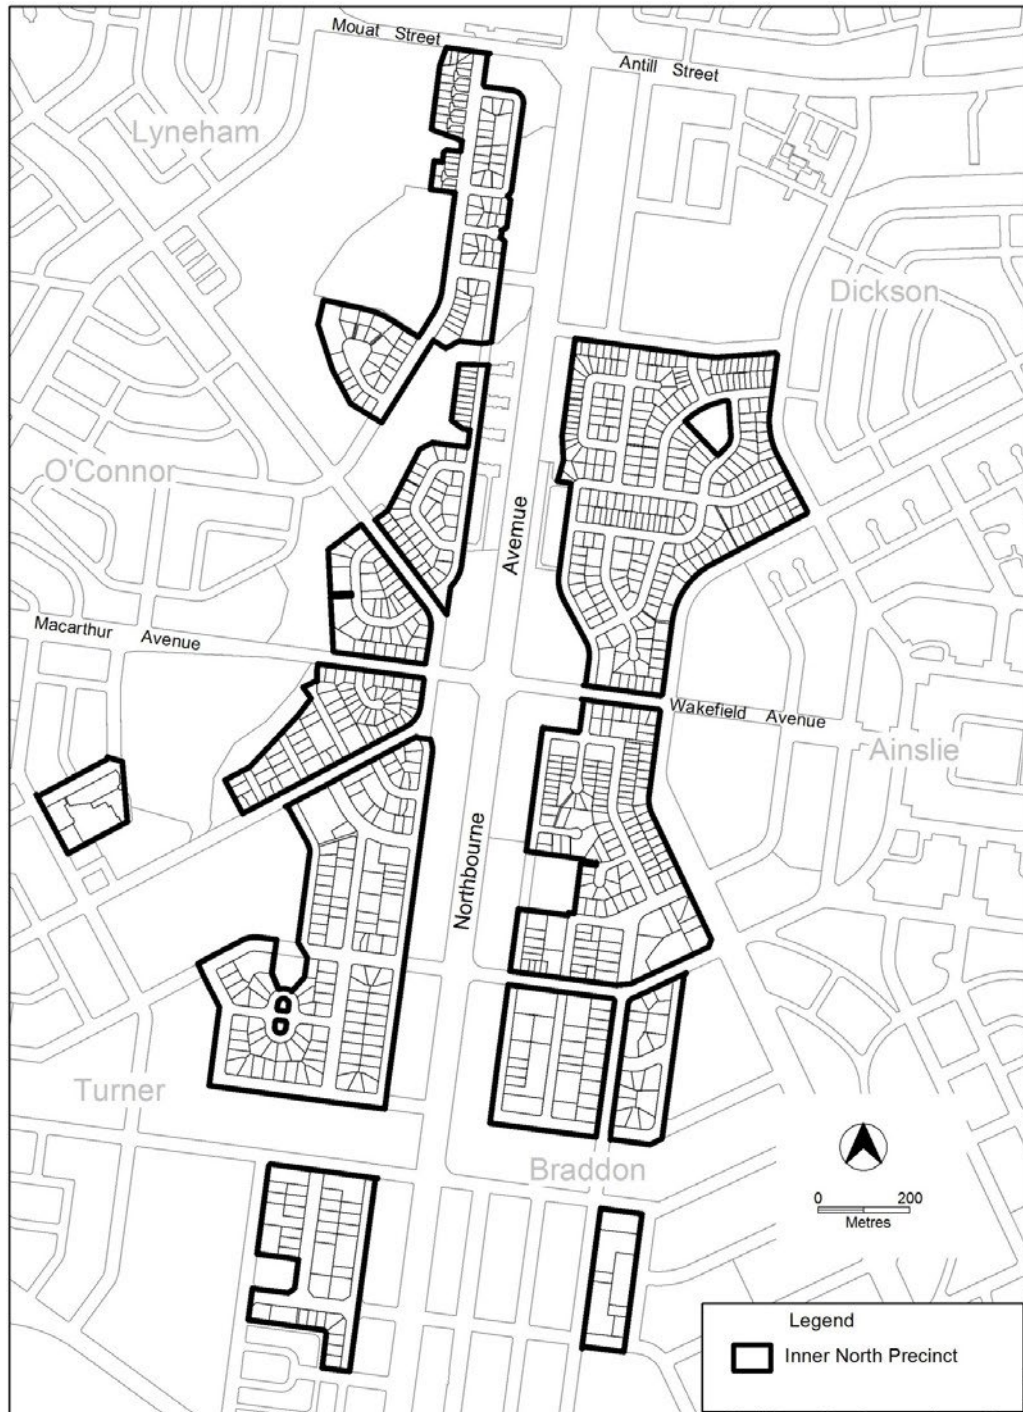 Mouat Street
Antill Street
Lyneham
Dickson
O'Connor
Avemue
Macarthur Avenue
Wakefield Avenue
Ainslie
Northbourne
Turner
Braddon
0 200
Metres
Legend
Inner North Precinct